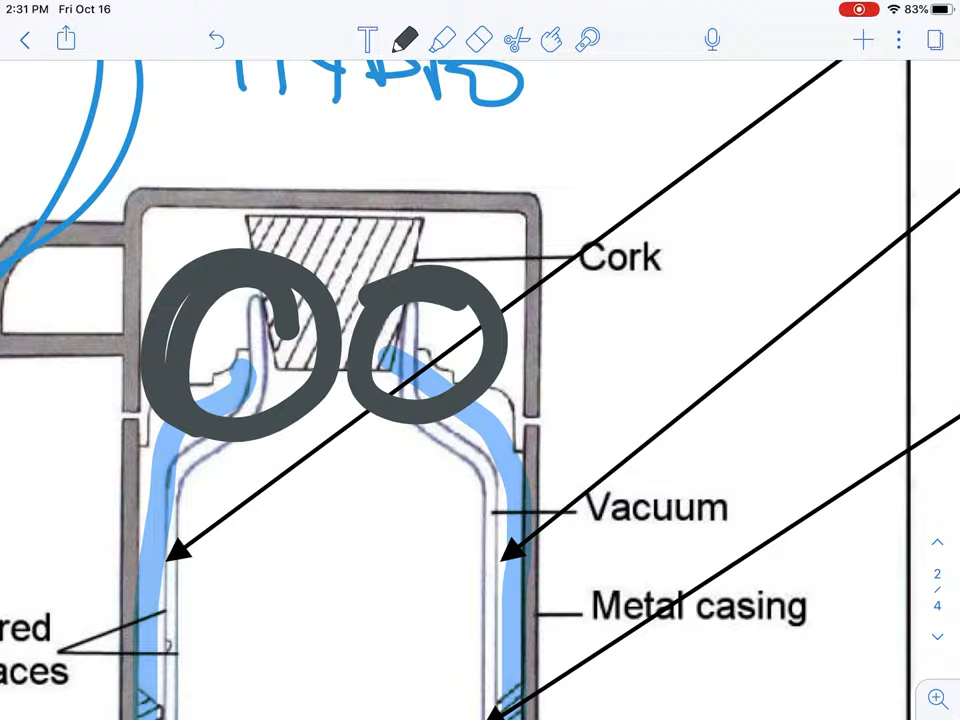 2:31 PM Fri Oct 16
83%
T
Cork
Vacuum
Metal casing
red
aces
2
/
4